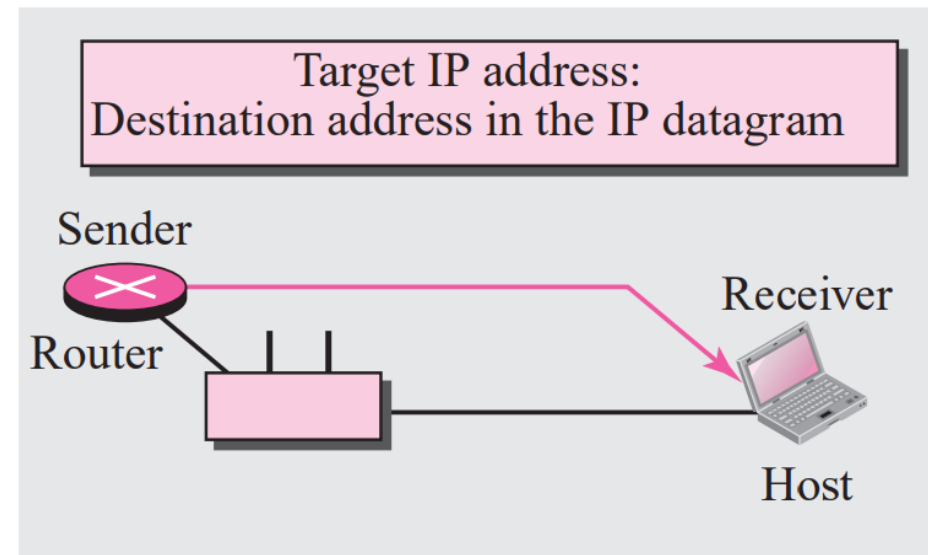 Target IP address:
Destination address in the IP datagram
Sender
Receiver
Router
Host